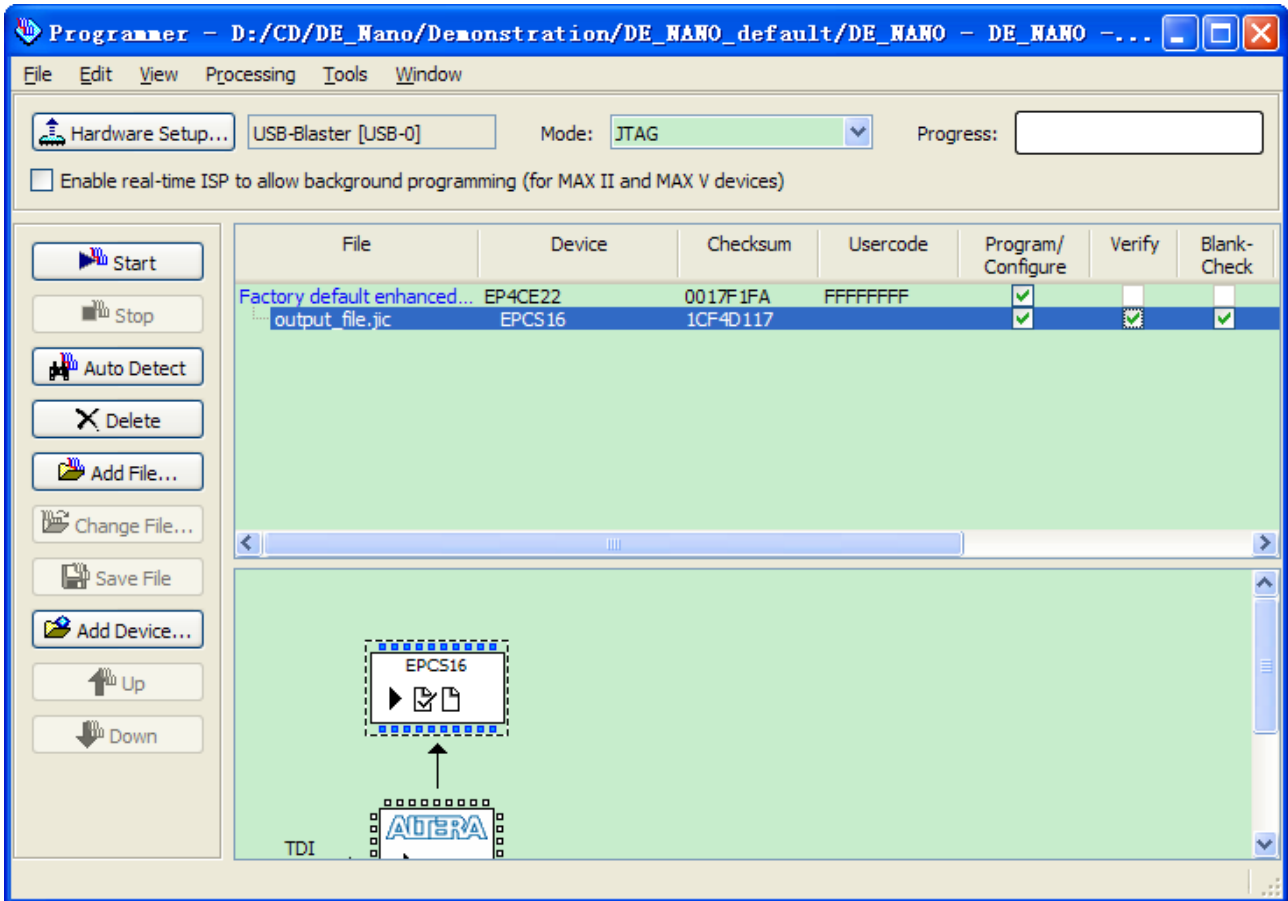 Programmer - D:/CD/DE_Nano/Demonstration/DE_NANO_default/DE_NANO - DE_NANO -...
File Edit View Processing Tools Window
Hardware Setup... USB-Blaster [USB-0] Mode: JTAG Progress:
Enable real-time ISP to allow background programming (for MAX II and MAX V devices)
Start
Stop
Auto Detect
Delete
Add File...
Change File...
Save File
Add Device...
Up
Down
File Device Checksum Usercode Program/ Configure Verify Blank- Check
Factory default enhanced... EP4CE22 0017F1FA FFFFFFFF
output_file.jic EPCS16 1CF4D117
EPCS16
ALTERA
TDI